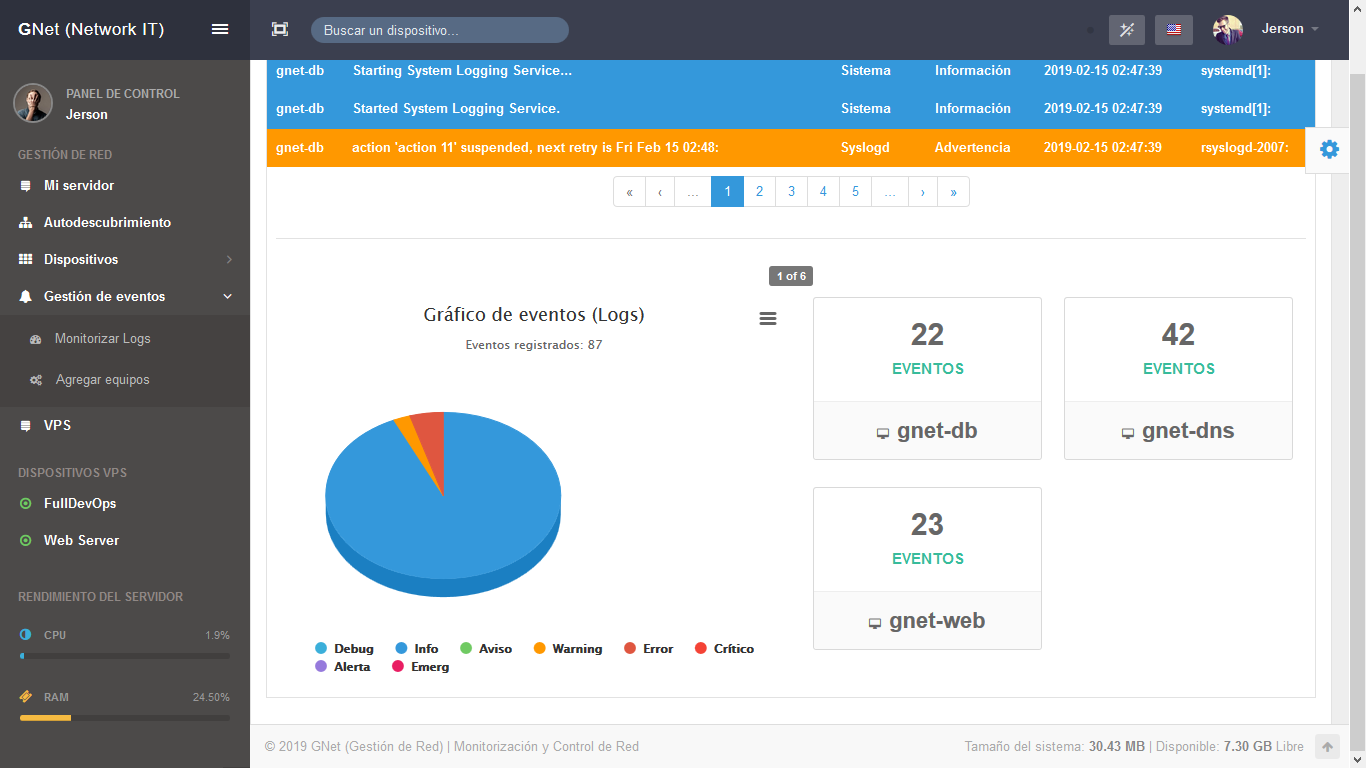 GNet (Network IT)
Buscar un dispositivo...
Jerson
PANEL DE CONTROL
Jerson
GESTIÓN DE RED
Mi servidor
Autodescubrimiento
Dispositivos
Gestión de eventos
Monitorizar Logs
Agregar equipos
VPS
DISPOSITIVOS VPS
FullDevOps
Web Server
RENDIMIENTO DEL SERVIDOR
CPU 1.9%
RAM 24.50%
gnet-db Starting System Logging Service... Sistema Información 2019-02-15 02:47:39 systemd[1]:
gnet-db Started System Logging Service. Sistema Información 2019-02-15 02:47:39 systemd[1]:
gnet-db action 'action 11' suspended, next retry is Fri Feb 15 02:48: Syslogd Advertencia 2019-02-15 02:47:39 rsyslogd-2007:
« ‹ ... 1 2 3 4 5 ... › »
1 of 6
Gráfico de eventos (Logs)
Eventos registrados: 87
Debug Info Aviso Warning Error Crítico
Alerta Emerg
22
EVENTOS
gnet-db
42
EVENTOS
gnet-dns
23
EVENTOS
gnet-web
© 2019 GNet (Gestión de Red) | Monitorización y Control de Red
Tamaño del sistema: 30.43 MB | Disponible: 7.30 GB Libre